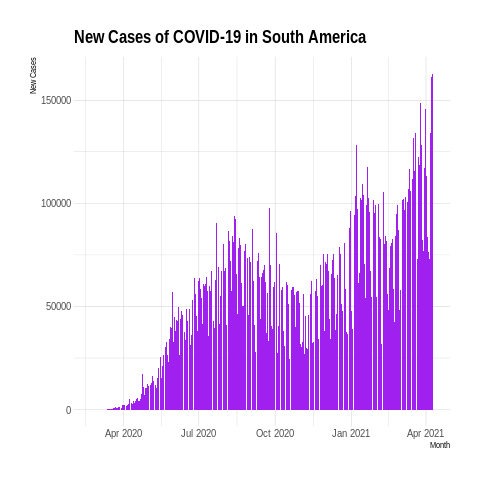 New Cases of COVID-19 in South America
New Cases
150000
100000
50000
0
Apr 2020 Jul 2020 Oct 2020 Jan 2021 Apr 2021
Month